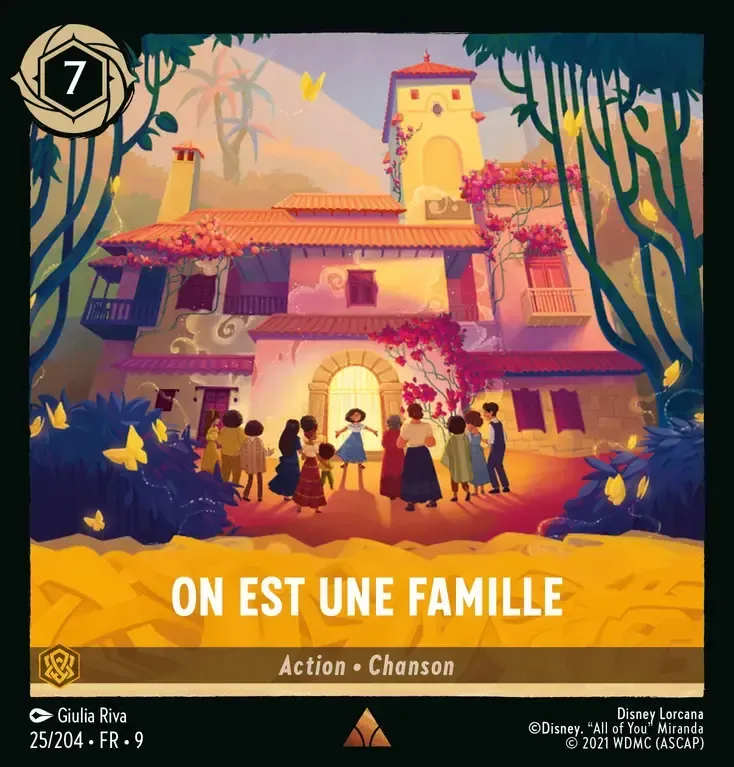 7
ON EST UNE FAMILLE
Action • Chanson
Giulia Riva
25/204 • FR • 9
Disney Lorcana
©Disney. “All of You” Miranda
© 2021 WDMC (ASCAP)